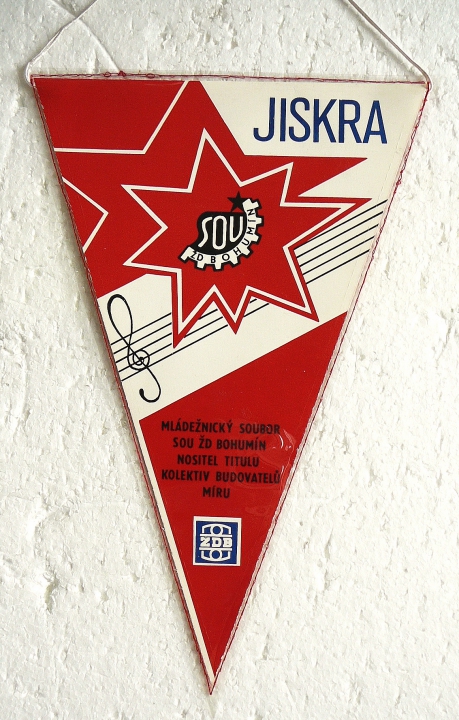 JISKRA
SOU
ŽD BOHUMÍN
MLÁDEŽNICKÝ SOUBOR
SOU ŽD BOHUMÍN
NOSITEL TITULU
KOLEKTIV BUDOVATELŮ
MÍRU
ŽDB